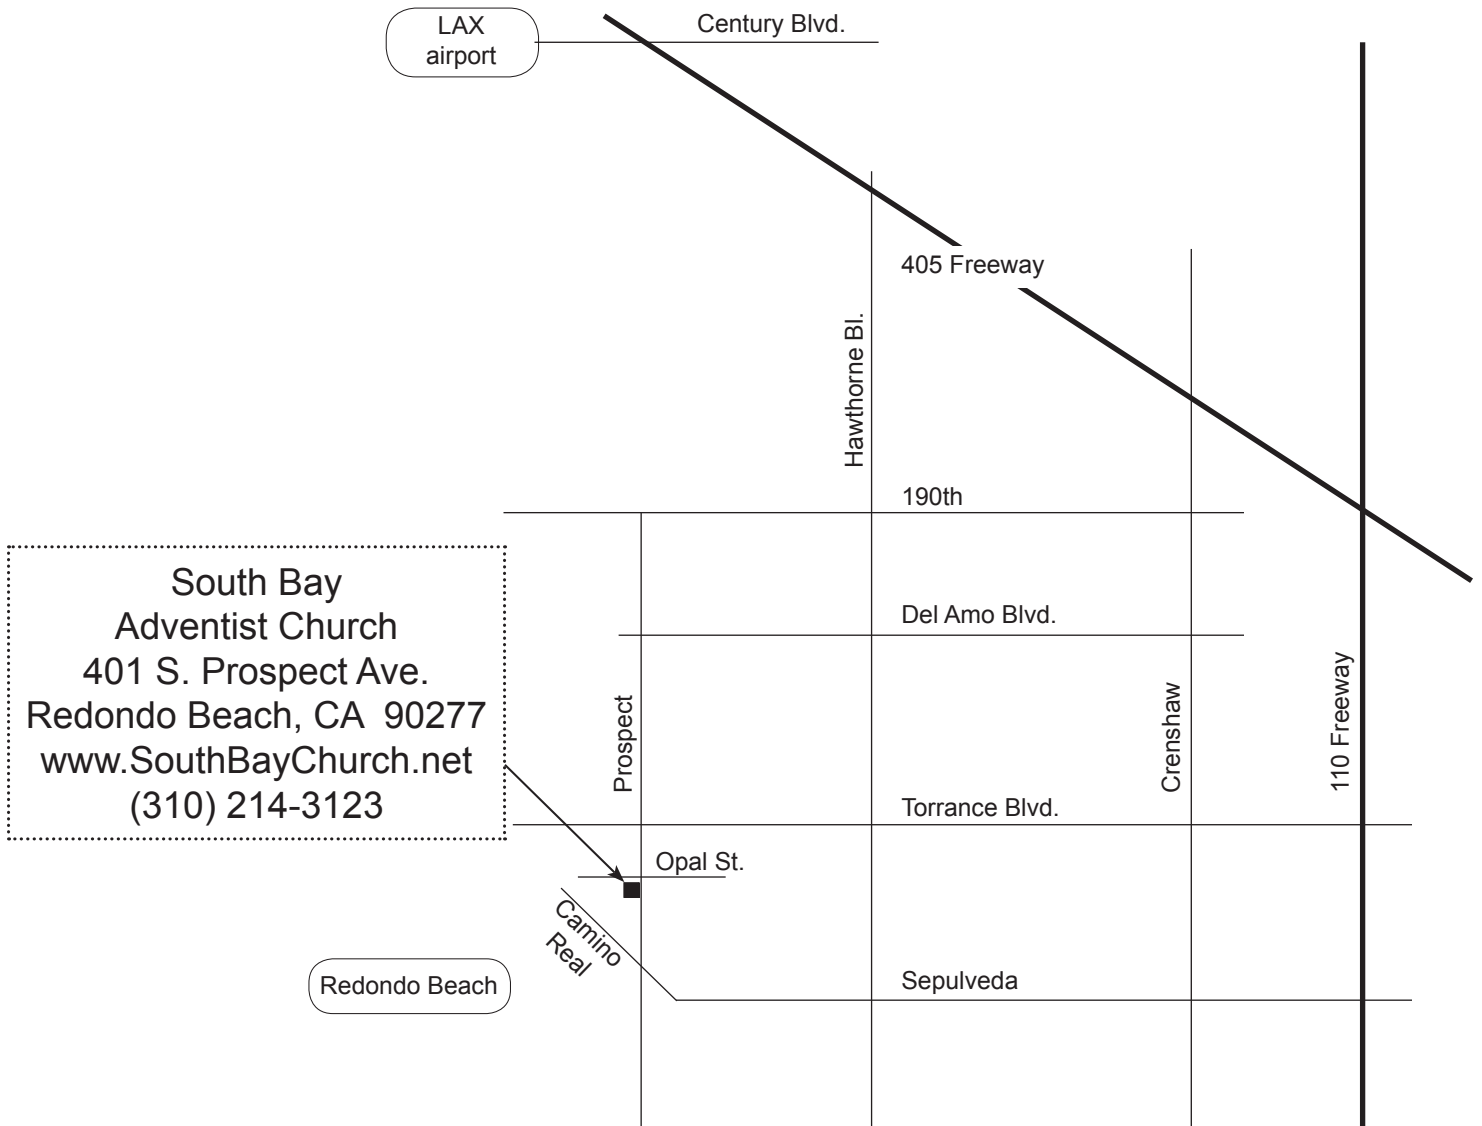 LAX
airport
Century Blvd.
405 Freeway
Hawthorne Bl.
190th
South Bay
Adventist Church
401 S. Prospect Ave.
Redondo Beach, CA  90277
www.SouthBayChurch.net
(310) 214-3123
Del Amo Blvd.
Prospect
Crenshaw
110 Freeway
Torrance Blvd.
Opal St.
Camino
Real
Redondo Beach
Sepulveda